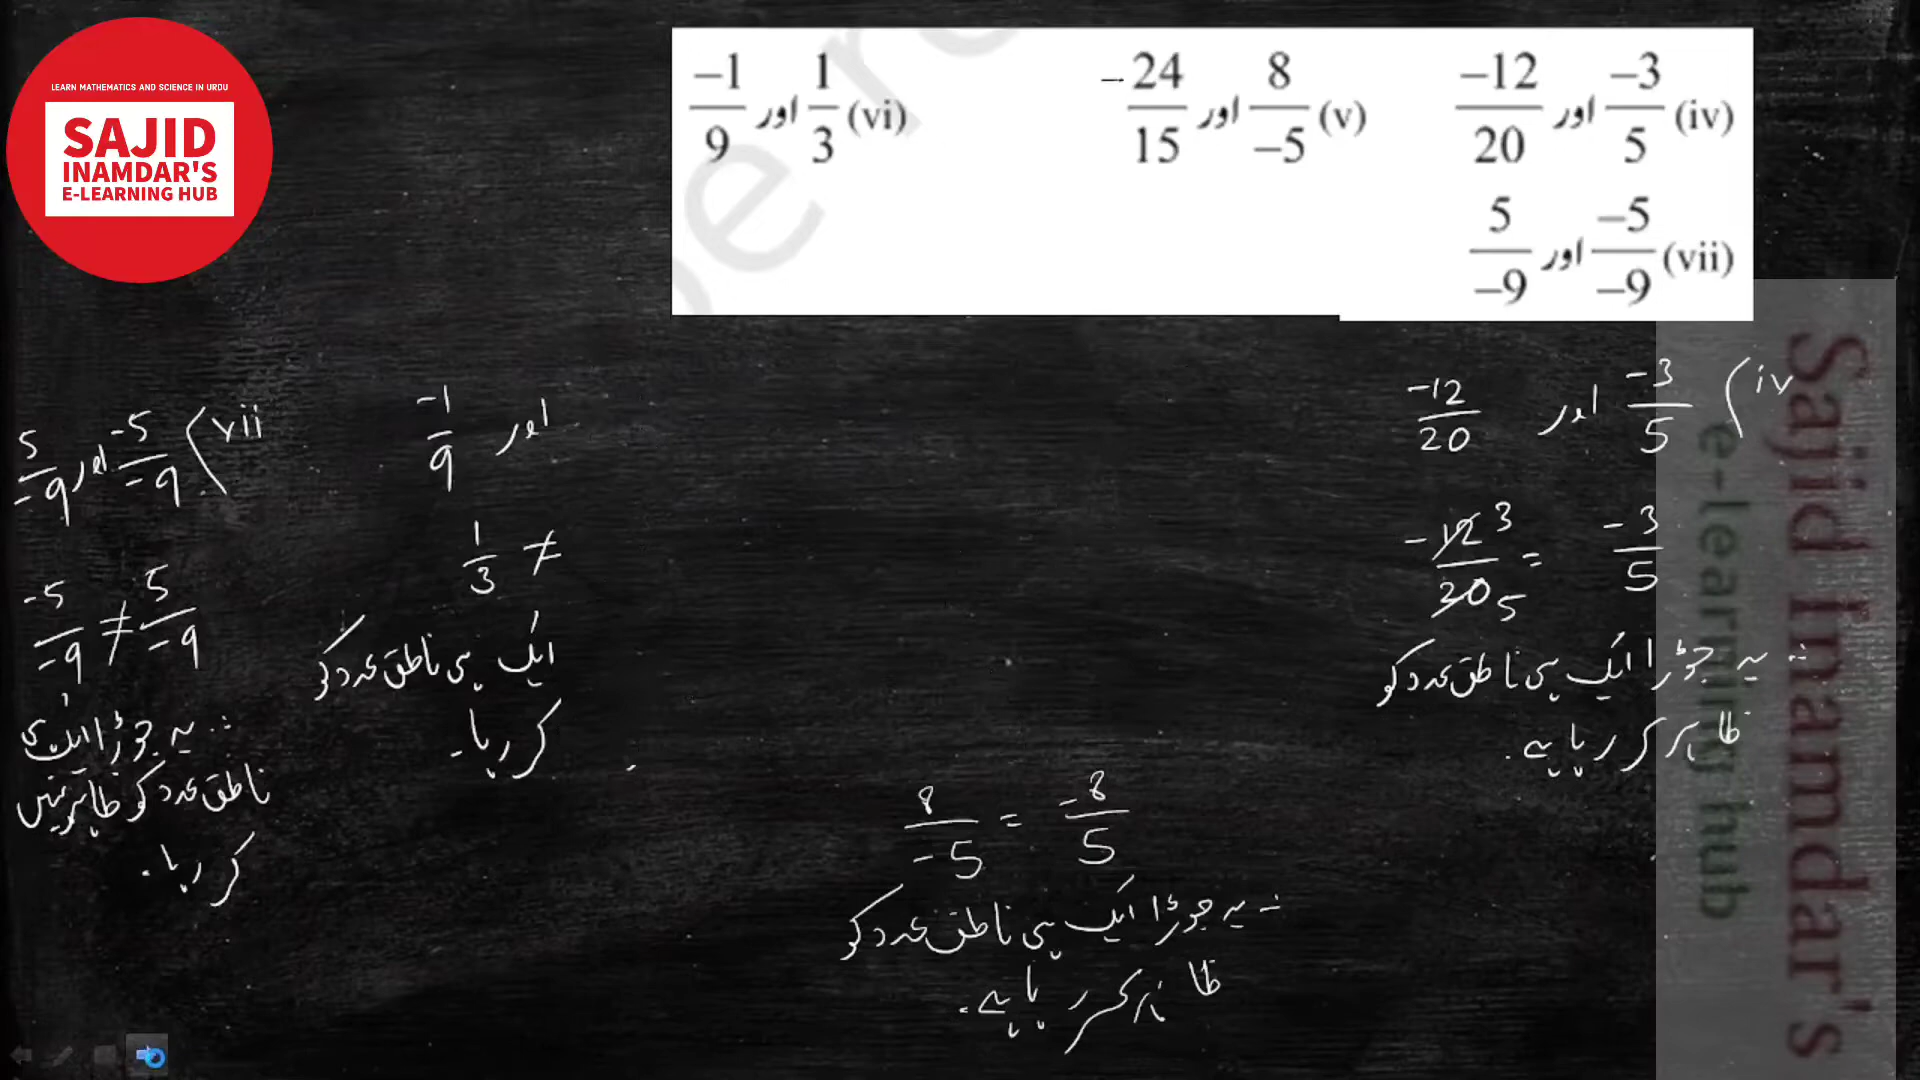 LEARN MATHEMATICS AND SCIENCE IN URDU
SAJID
INAMDAR'S
E-LEARNING HUB
(iv) -3/5 اور -12/20
(v) 8/-5 اور -24/15
(vi) 1/3 اور -1/9
(vii) -5/-9 اور 5/-9
iv) -3/5 اور -12/20
-12/20 3/5 = -3/5
∴ یہ جوڑا ایک ہی ناطق عدد کو
ظاہر کر رہا ہے.
8/-5 = -8/5
∴ یہ جوڑا ایک ہی ناطق عدد کو
ظاہر کر رہا ہے.
اور -1/9
1/3 ≠
ایک ہی ناطق عدد کو
کر رہا.
vii) -5/-9 اور 5/-9
-5/-9 ≠ 5/-9
∴ یہ جوڑا ایک ہی
ناطق عدد کو ظاہر نہیں
کر رہا.
Sajid Inamdar's
e-learning hub